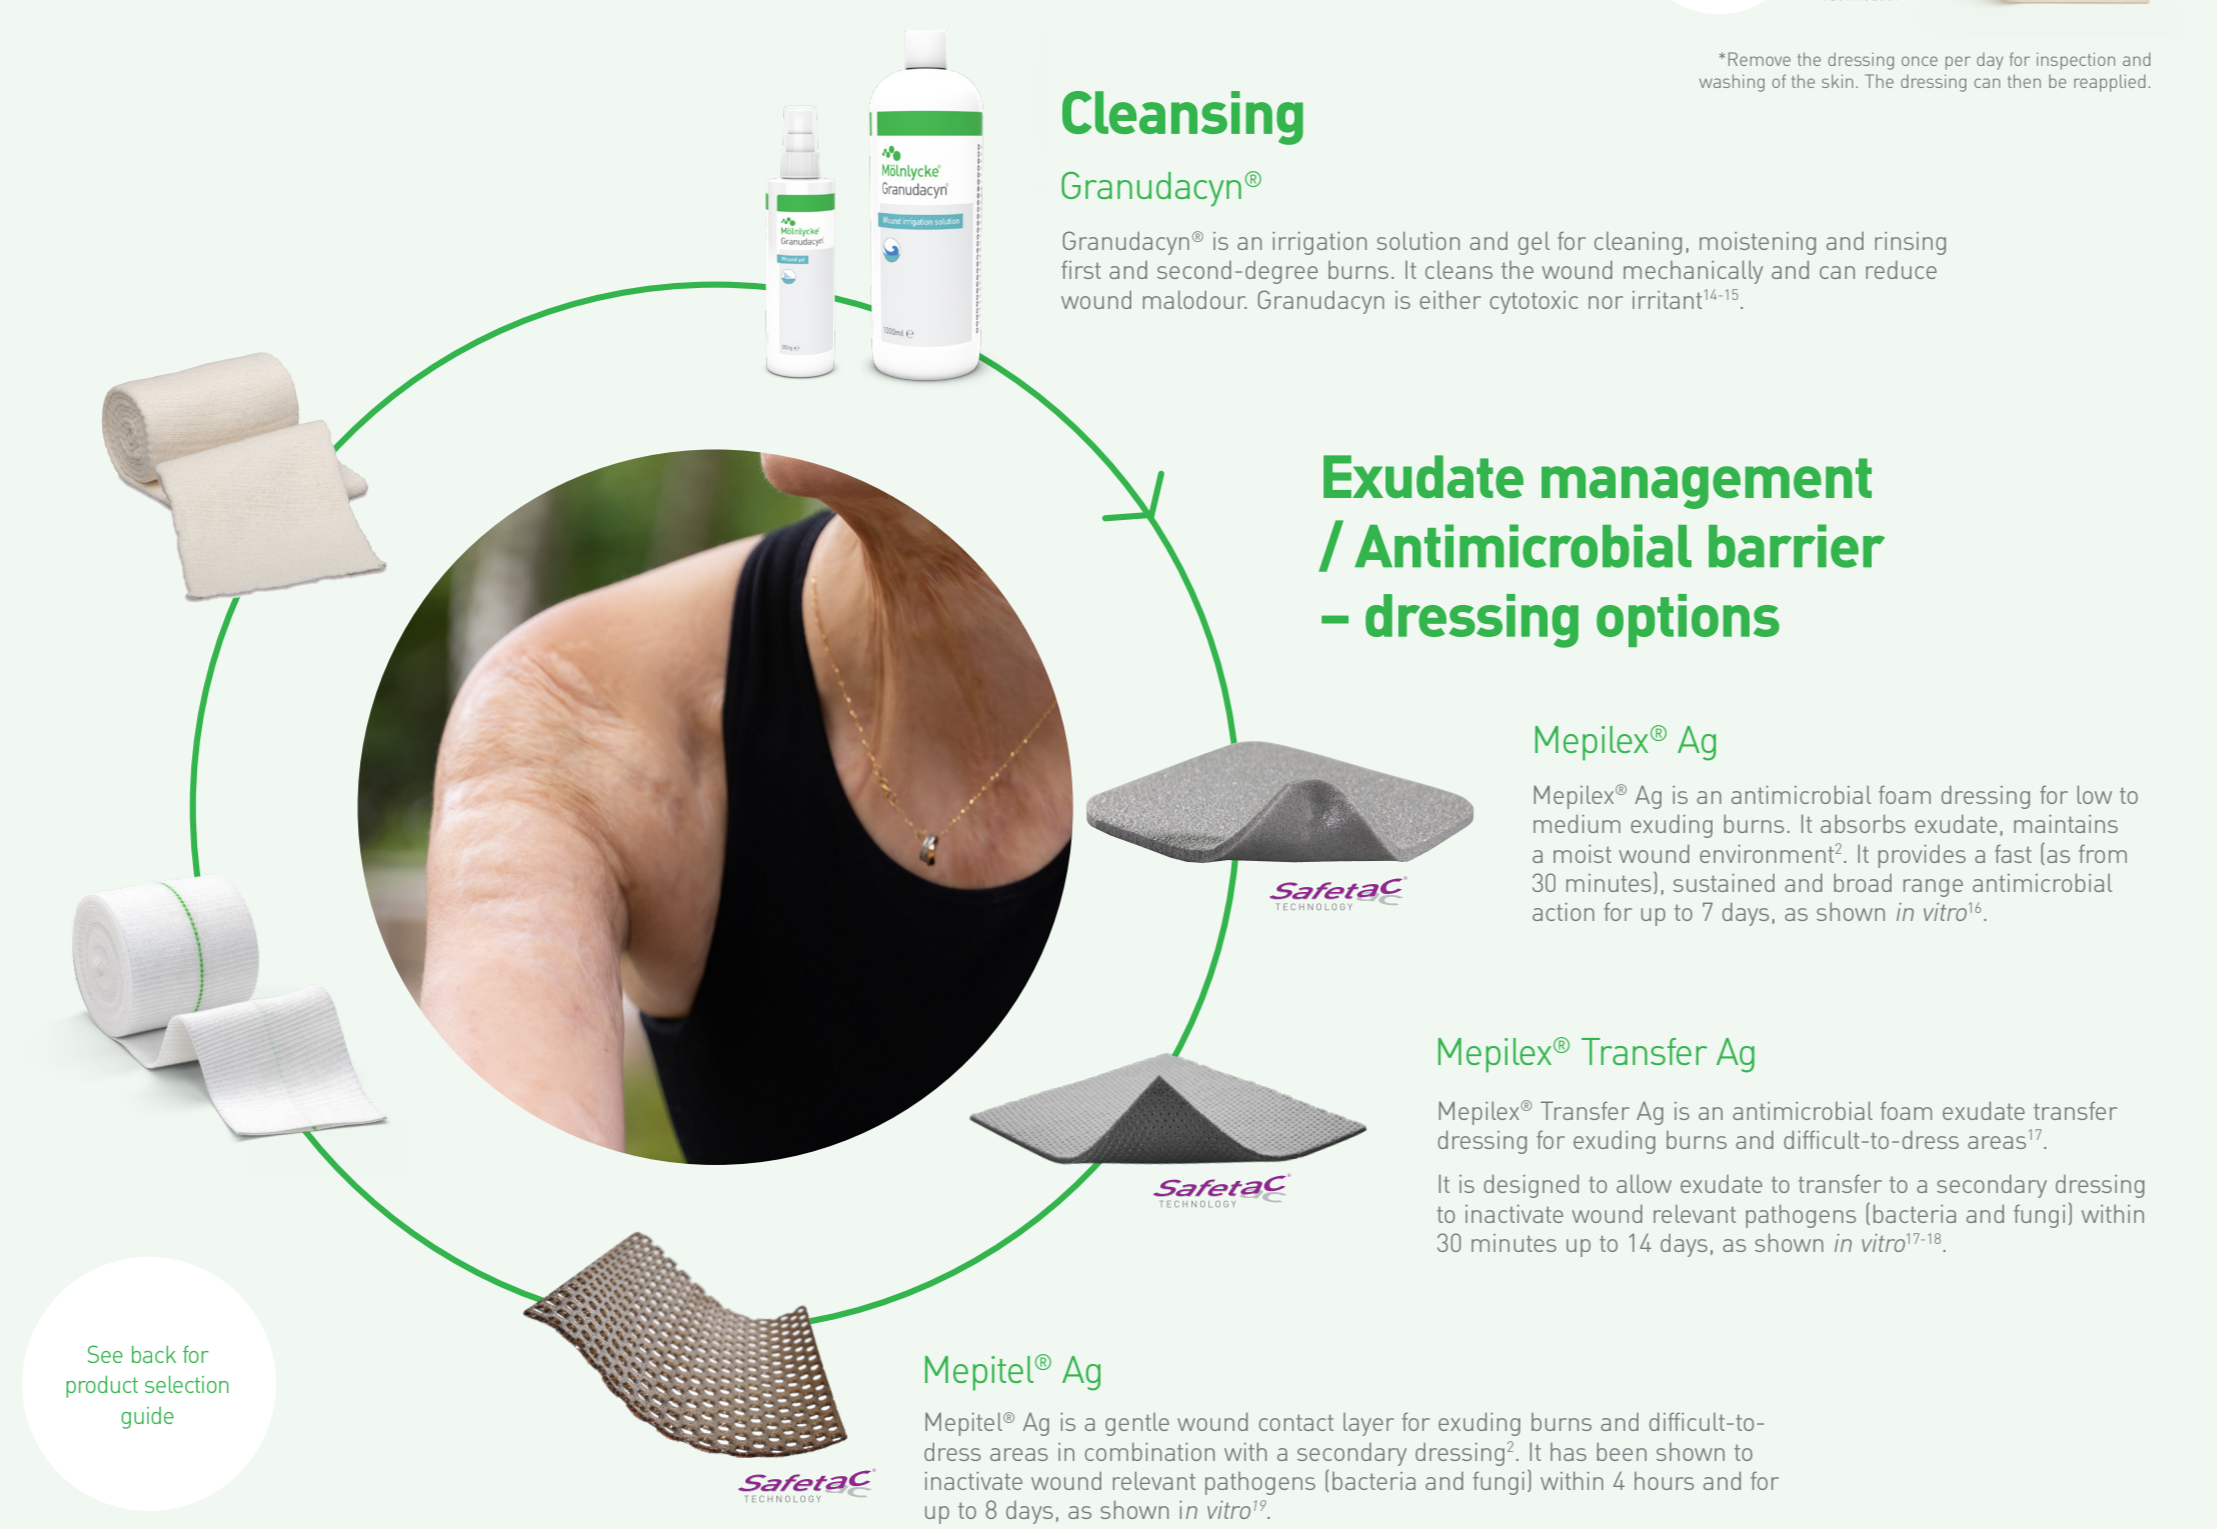 *Remove the dressing once per day for inspection and
washing of the skin. The dressing can then be reapplied.
Cleansing
Granudacyn®
Granudacyn® is an irrigation solution and gel for cleaning, moistening and rinsing
first and second-degree burns. It cleans the wound mechanically and can reduce
wound malodour. Granudacyn is either cytotoxic nor irritant14-15.
Mölnlycke®
Granudacyn®
Wound irrigation solution
1000ml ℮
Mölnlycke®
Granudacyn®
Wound gel
250g ℮
Exudate management
/ Antimicrobial barrier
– dressing options
Mepilex® Ag
Mepilex® Ag is an antimicrobial foam dressing for low to
medium exuding burns. It absorbs exudate, maintains
a moist wound environment2. It provides a fast (as from
30 minutes), sustained and broad range antimicrobial
action for up to 7 days, as shown in vitro16.
Safetac®
TECHNOLOGY
Mepilex® Transfer Ag
Mepilex® Transfer Ag is an antimicrobial foam exudate transfer
dressing for exuding burns and difficult-to-dress areas17.
It is designed to allow exudate to transfer to a secondary dressing
to inactivate wound relevant pathogens (bacteria and fungi) within
30 minutes up to 14 days, as shown in vitro17-18.
Safetac®
TECHNOLOGY
Mepitel® Ag
Mepitel® Ag is a gentle wound contact layer for exuding burns and difficult-to-
dress areas in combination with a secondary dressing2. It has been shown to
inactivate wound relevant pathogens (bacteria and fungi) within 4 hours and for
up to 8 days, as shown in vitro19.
Safetac®
TECHNOLOGY
See back for
product selection
guide